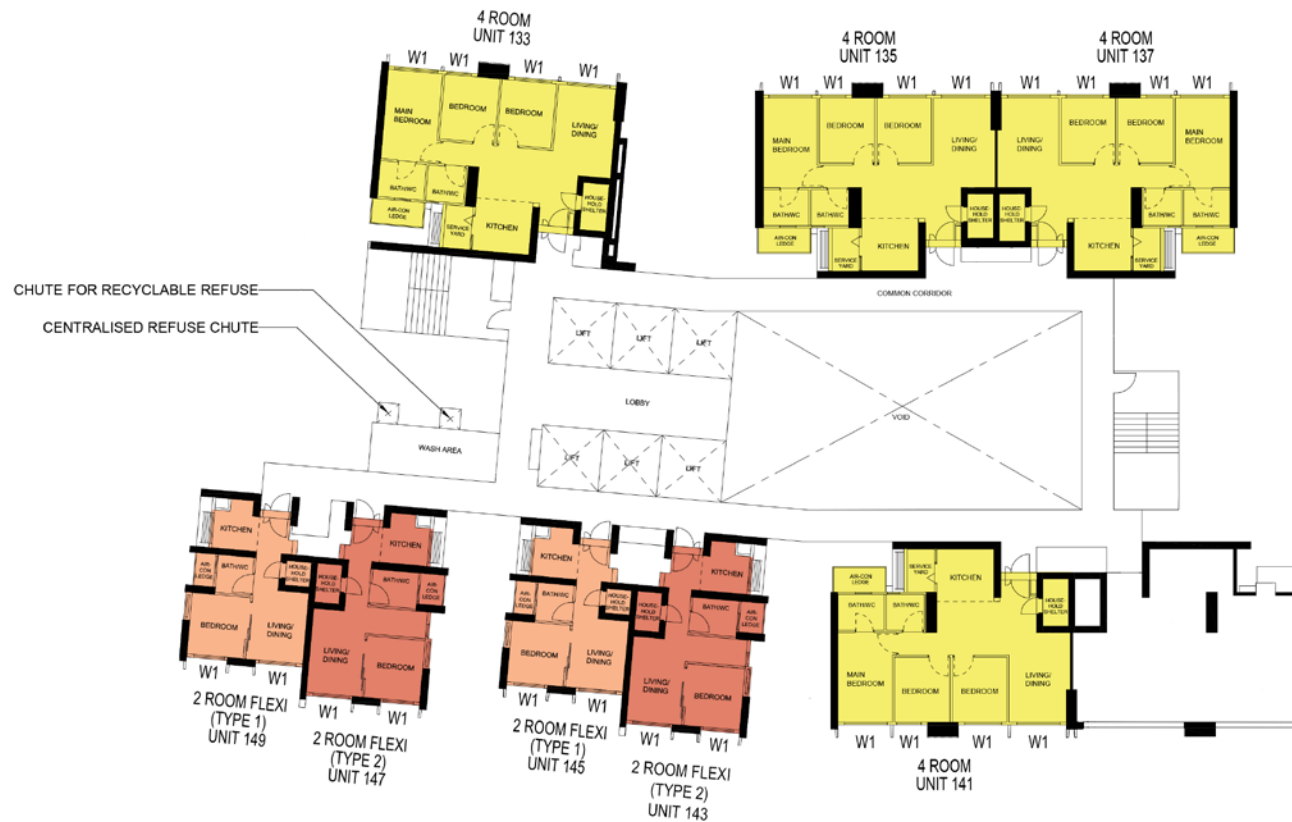 4 ROOM
UNIT 133
W1
W1
W1
W1
MAIN
BEDROOM
BEDROOM
BEDROOM
LIVING/
DINING
BATH/WC
BATH/WC
AIR-CON
LEDGE
SERVICE
YARD
KITCHEN
HOUSE-
HOLD
SHELTER
4 ROOM
UNIT 135
W1
W1
W1
W1
MAIN
BEDROOM
BEDROOM
BEDROOM
LIVING/
DINING
BATH/WC
BATH/WC
AIR-CON
LEDGE
SERVICE
YARD
KITCHEN
HOUSE-
HOLD
SHELTER
4 ROOM
UNIT 137
W1
W1
W1
W1
LIVING/
DINING
BEDROOM
BEDROOM
MAIN
BEDROOM
HOUSE-
HOLD
SHELTER
KITCHEN
SERVICE
YARD
BATH/WC
BATH/WC
AIR-CON
LEDGE
CHUTE FOR RECYCLABLE REFUSE
CENTRALISED REFUSE CHUTE
COMMON CORRIDOR
LIFT
LIFT
LIFT
LOBBY
VOID
WASH AREA
LIFT
LIFT
LIFT
KITCHEN
AIR-
CON
LEDGE
BATH/WC
HOUSE-
HOLD
SHELTER
BEDROOM
LIVING/
DINING
W1
W1
2 ROOM FLEXI
(TYPE 1)
UNIT 149
KITCHEN
HOUSE-
HOLD
SHELTER
BATH/WC
AIR-
CON
LEDGE
LIVING/
DINING
BEDROOM
W1
W1
2 ROOM FLEXI
(TYPE 2)
UNIT 147
KITCHEN
AIR-
CON
LEDGE
BATH/WC
HOUSE-
HOLD
SHELTER
BEDROOM
LIVING/
DINING
W1
W1
2 ROOM FLEXI
(TYPE 1)
UNIT 145
KITCHEN
HOUSE-
HOLD
SHELTER
BATH/WC
AIR-
CON
LEDGE
LIVING/
DINING
BEDROOM
W1
W1
2 ROOM FLEXI
(TYPE 2)
UNIT 143
AIR-CON
LEDGE
SERVICE
YARD
KITCHEN
BATH/WC
BATH/WC
HOUSE-
HOLD
SHELTER
MAIN
BEDROOM
BEDROOM
BEDROOM
LIVING/
DINING
W1
W1
W1
W1
4 ROOM
UNIT 141